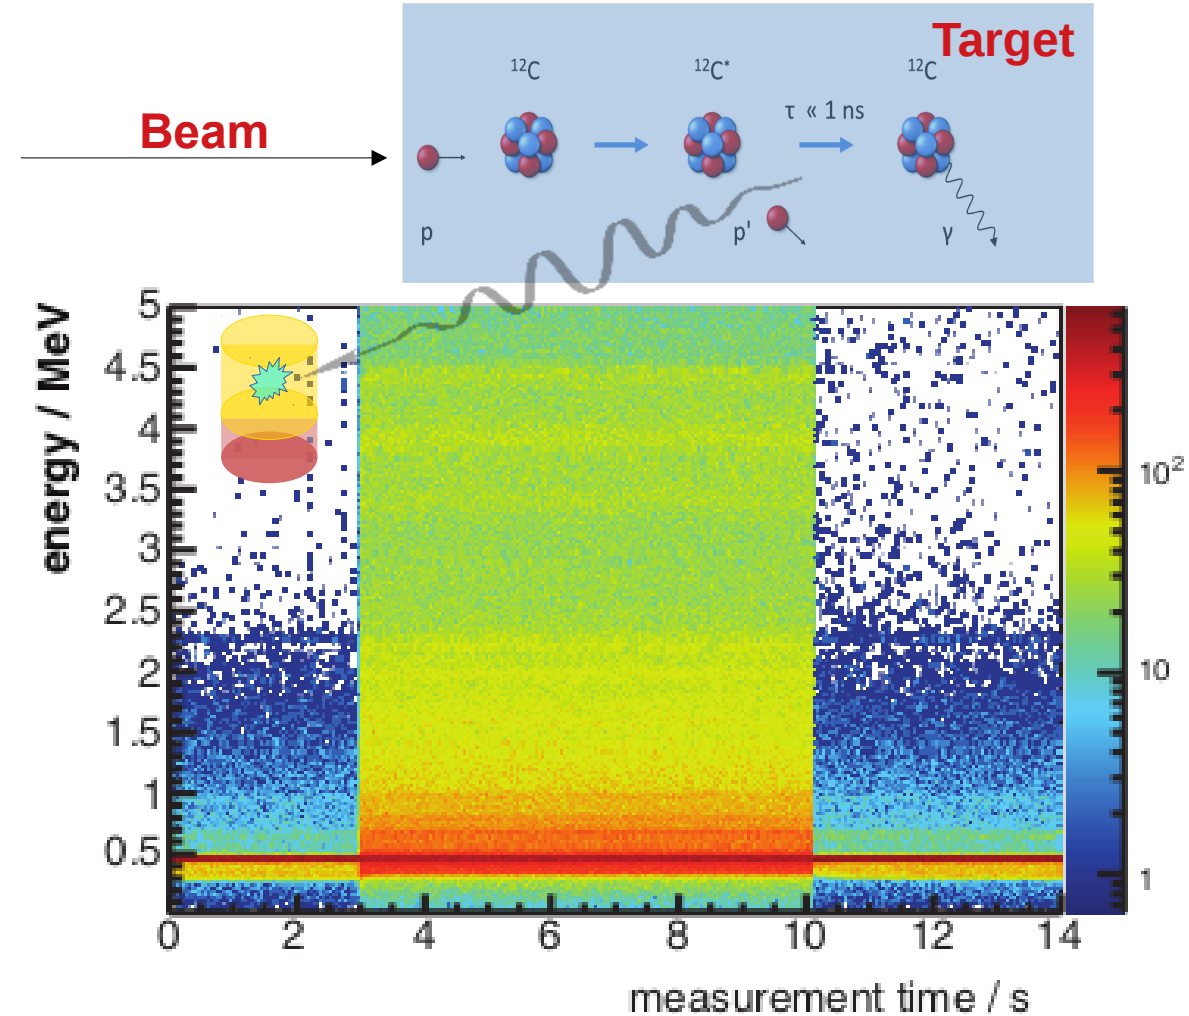 Target
¹²C ¹²C* ¹²C
τ ≪ 1 ns
Beam
p p' γ
energy / MeV
5
4.5
4
3.5
3
2.5
2
1.5
1
0.5
0 2 4 6 8 10 12 14
measurement time / s
10²
10
1